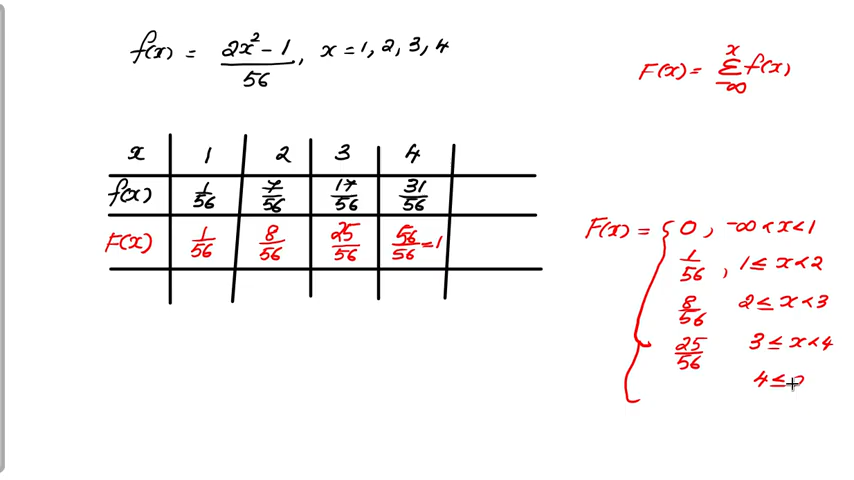 f(x) = (2x² - 1)/56, x = 1, 2, 3, 4
F(x) = Σ_{-∞}^{x} f(x)
x 1 2 3 4
f(x) 1/56 7/56 17/56 31/56
F(x) 1/56 8/56 25/56 56/56 = 1
F(x) = { 0, -∞ < x < 1
1/56, 1 ≤ x < 2
8/56 2 ≤ x < 3
25/56 3 ≤ x < 4
4 ≤